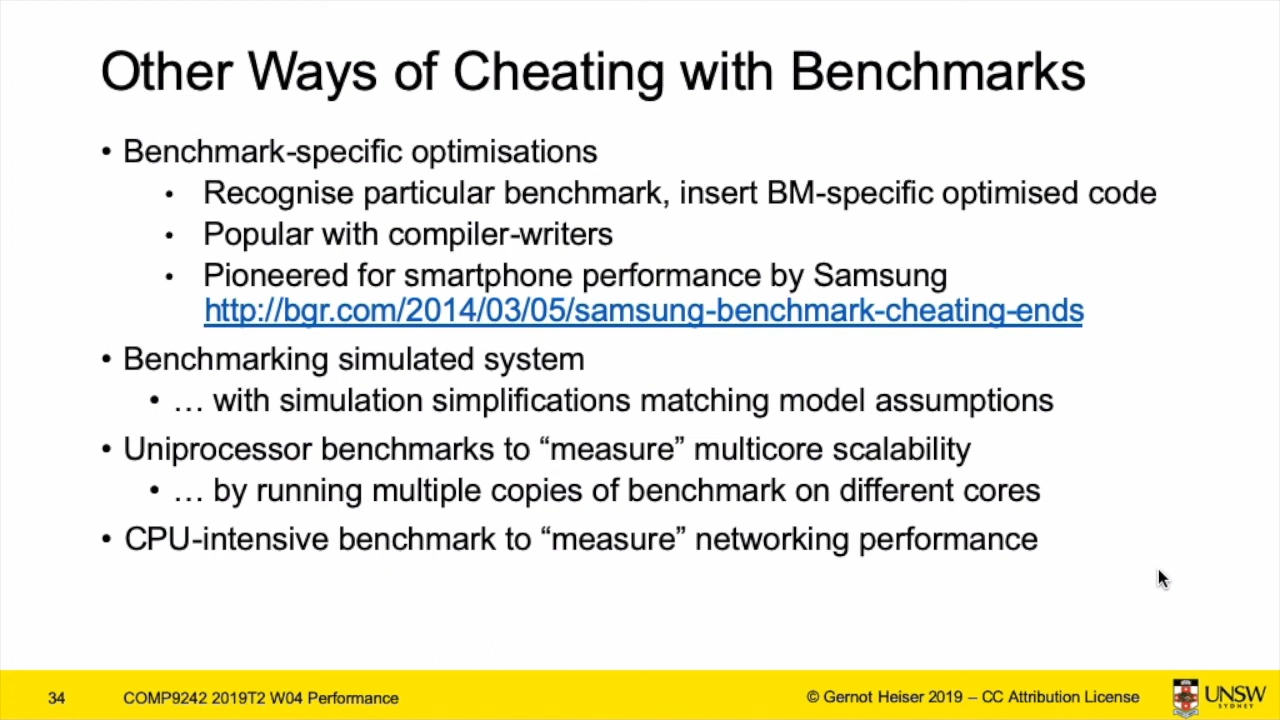 Other Ways of Cheating with Benchmarks
• Benchmark-specific optimisations
• Recognise particular benchmark, insert BM-specific optimised code
• Popular with compiler-writers
• Pioneered for smartphone performance by Samsung
http://bgr.com/2014/03/05/samsung-benchmark-cheating-ends
• Benchmarking simulated system
• … with simulation simplifications matching model assumptions
• Uniprocessor benchmarks to “measure” multicore scalability
• … by running multiple copies of benchmark on different cores
• CPU-intensive benchmark to “measure” networking performance
34 COMP9242 2019T2 W04 Performance © Gernot Heiser 2019 – CC Attribution License UNSW
SYDNEY